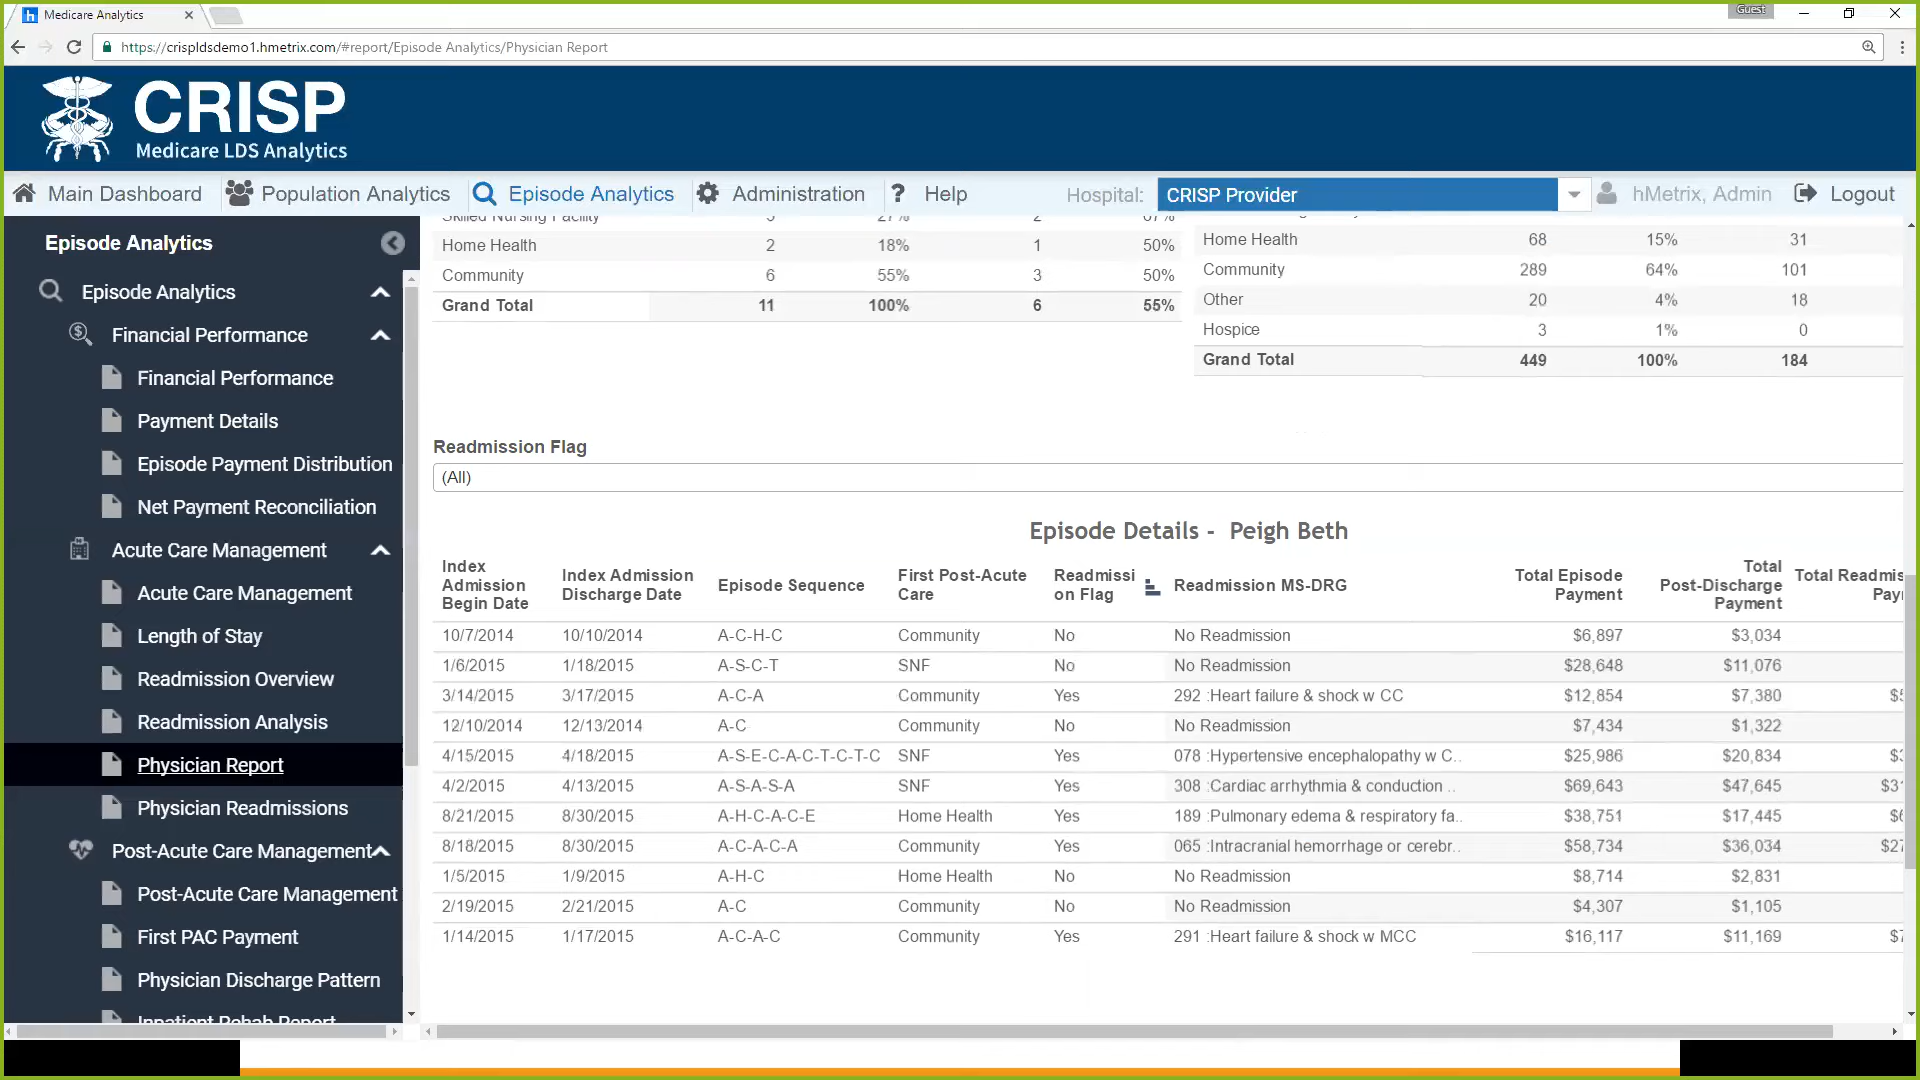 Medicare Analytics
Guest
https://crispldsdemo1.hmetrix.com/#report/Episode Analytics/Physician Report
CRISP
Medicare LDS Analytics
Main Dashboard Population Analytics Episode Analytics Administration ? Help Hospital: CRISP Provider hMetrix, Admin Logout
Episode Analytics
Episode Analytics
Financial Performance
Financial Performance
Payment Details
Episode Payment Distribution
Net Payment Reconciliation
Acute Care Management
Acute Care Management
Length of Stay
Readmission Overview
Readmission Analysis
Physician Report
Physician Readmissions
Post-Acute Care Management
Post-Acute Care Management
First PAC Payment
Physician Discharge Pattern
Inpatient Rehab Report
Skilled Nursing Facility 3 27% 2 67%
Home Health 2 18% 1 50%
Community 6 55% 3 50%
Grand Total 11 100% 6 55%
Home Health 68 15% 31
Community 289 64% 101
Other 20 4% 18
Hospice 3 1% 0
Grand Total 449 100% 184
Readmission Flag
(All)
Episode Details - Peigh Beth
Index Admission Begin Date Index Admission Discharge Date Episode Sequence First Post-Acute Care Readmissi on Flag Readmission MS-DRG Total Episode Payment Total Post-Discharge Payment Total Readmis Pay
10/7/2014 10/10/2014 A-C-H-C Community No No Readmission $6,897 $3,034
1/6/2015 1/18/2015 A-S-C-T SNF No No Readmission $28,648 $11,076
3/14/2015 3/17/2015 A-C-A Community Yes 292 :Heart failure & shock w CC $12,854 $7,380
12/10/2014 12/13/2014 A-C Community No No Readmission $7,434 $1,322
4/15/2015 4/18/2015 A-S-E-C-A-C-T-C-T-C SNF Yes 078 :Hypertensive encephalopathy w C.. $25,986 $20,834
4/2/2015 4/13/2015 A-S-A-S-A SNF Yes 308 :Cardiac arrhythmia & conduction .. $69,643 $47,645
8/21/2015 8/30/2015 A-H-C-A-C-E Home Health Yes 189 :Pulmonary edema & respiratory fa.. $38,751 $17,445
8/18/2015 8/30/2015 A-C-A-C-A Community Yes 065 :Intracranial hemorrhage or cerebr.. $58,734 $36,034
1/5/2015 1/9/2015 A-H-C Home Health No No Readmission $8,714 $2,831
2/19/2015 2/21/2015 A-C Community No No Readmission $4,307 $1,105
1/14/2015 1/17/2015 A-C-A-C Community Yes 291 :Heart failure & shock w MCC $16,117 $11,169